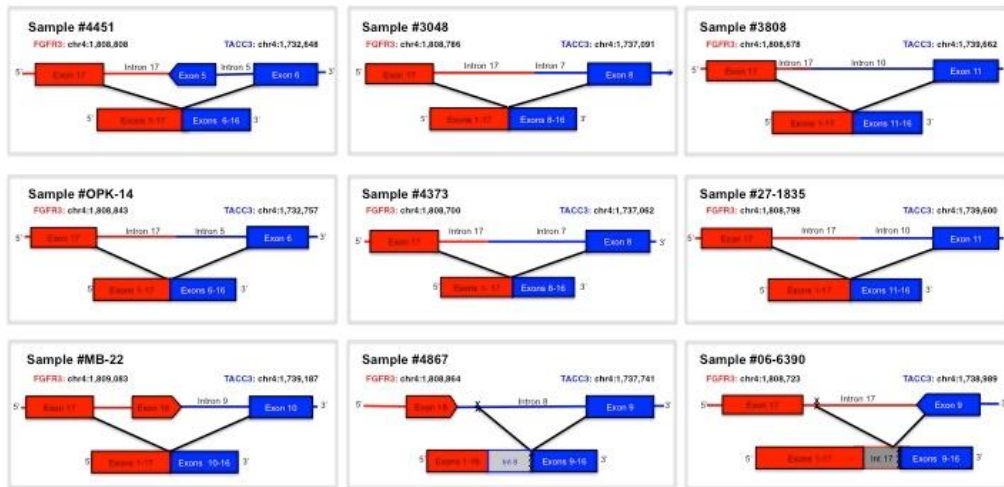 Sample #4451
FGFR3: chr4:1,808,808 TACC3: chr4:1,732,648
5' Exon 17 Intron 17 Exon 5 Intron 5 Exon 6 3'
5' Exons 1-17 Exons 6-16 3'
Sample #3048
FGFR3: chr4:1,808,786 TACC3: chr4:1,737,091
5' Exon 17 Intron 17 Intron 7 Exon 8
5' Exons 1-17 Exons 8-16 3'
Sample #3808
FGFR3: chr4:1,808,678 TACC3: chr4:1,739,662
5' Exon 17 Intron 17 Intron 10 Exon 11 3'
5' Exons 1-17 Exons 11-16 3'
Sample #OPK-14
FGFR3: chr4:1,808,843 TACC3: chr4:1,732,757
5' Exon 17 Intron 17 Intron 5 Exon 6 3'
5' Exons 1-17 Exons 6-16 3'
Sample #4373
FGFR3: chr4:1,808,700 TACC3: chr4:1,737,062
5' Exon 17 Intron 17 Intron 7 Exon 8 3'
5' Exons 1- 17 Exons 8-16 3'
Sample #27-1835
FGFR3: chr4:1,808,798 TACC3: chr4:1,739,600
5' Exon 17 Intron 17 Intron 10 Exon 11 3'
5' Exons 1-17 Exons 11-16 3'
Sample #MB-22
FGFR3: chr4:1,809,083 TACC3: chr4:1,739,187
5' Exon 17 Exon 18 Intron 9 Exon 10 3'
5' Exons 1-17 Exons 10-16 3'
Sample #4867
FGFR3: chr4:1,808,864 TACC3: chr4:1,737,741
5' Exon 18 X Intron 8 Exon 9 3'
5' Exons 1-18 Int 8 Exons 9-16 3'
Sample #06-6390
FGFR3: chr4:1,808,723 TACC3: chr4:1,738,989
5' Exon 17 X Intron 17 Exon 9 3'
5' Exons 1-17 Int 17 Exons 9-16 3'